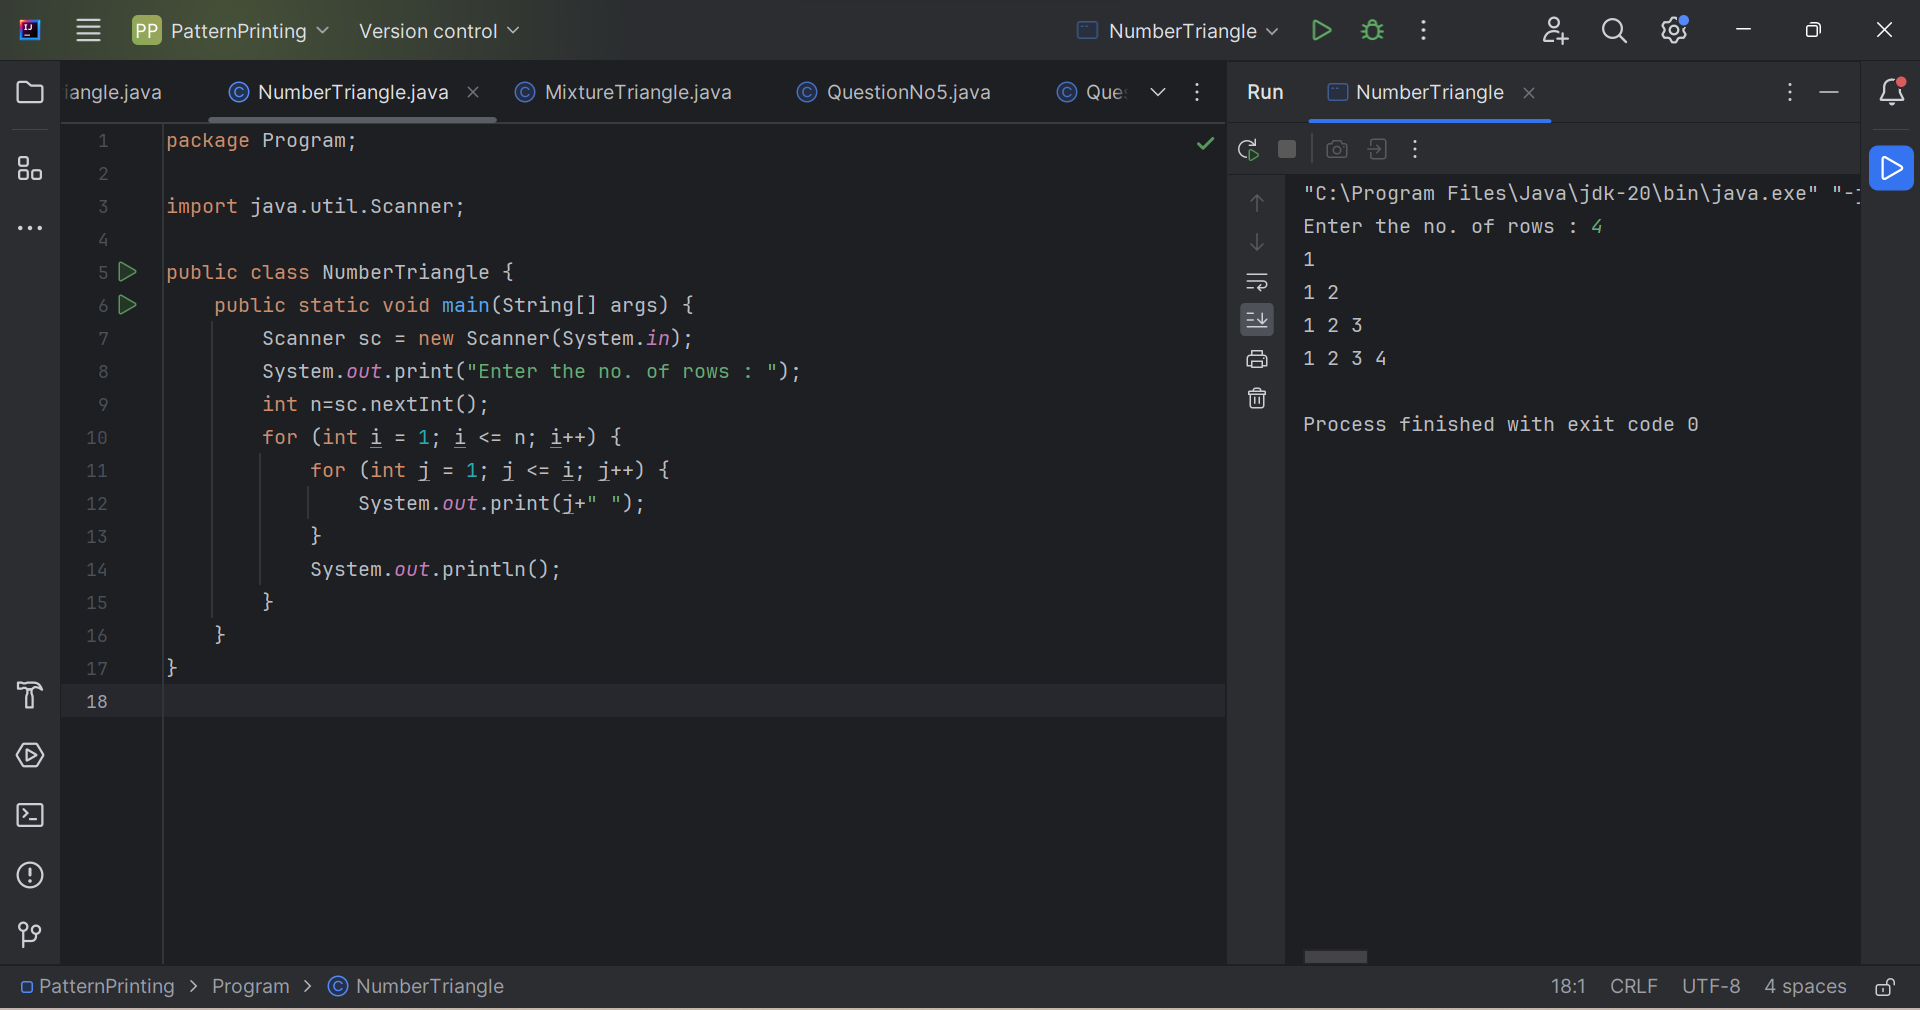 PP PatternPrinting Version control NumberTriangle
iangle.java NumberTriangle.java MixtureTriangle.java QuestionNo5.java Que
Run NumberTriangle
1 package Program;
2
3 import java.util.Scanner;
4
5 public class NumberTriangle {
6 public static void main(String[] args) {
7 Scanner sc = new Scanner(System.in);
8 System.out.print("Enter the no. of rows : ");
9 int n=sc.nextInt();
10 for (int i = 1; i <= n; i++) {
11 for (int j = 1; j <= i; j++) {
12 System.out.print(j+" ");
13 }
14 System.out.println();
15 }
16 }
17 }
18
"C:\Program Files\Java\jdk-20\bin\java.exe" "-j
Enter the no. of rows : 4
1
1 2
1 2 3
1 2 3 4
Process finished with exit code 0
PatternPrinting > Program > NumberTriangle
18:1 CRLF UTF-8 4 spaces